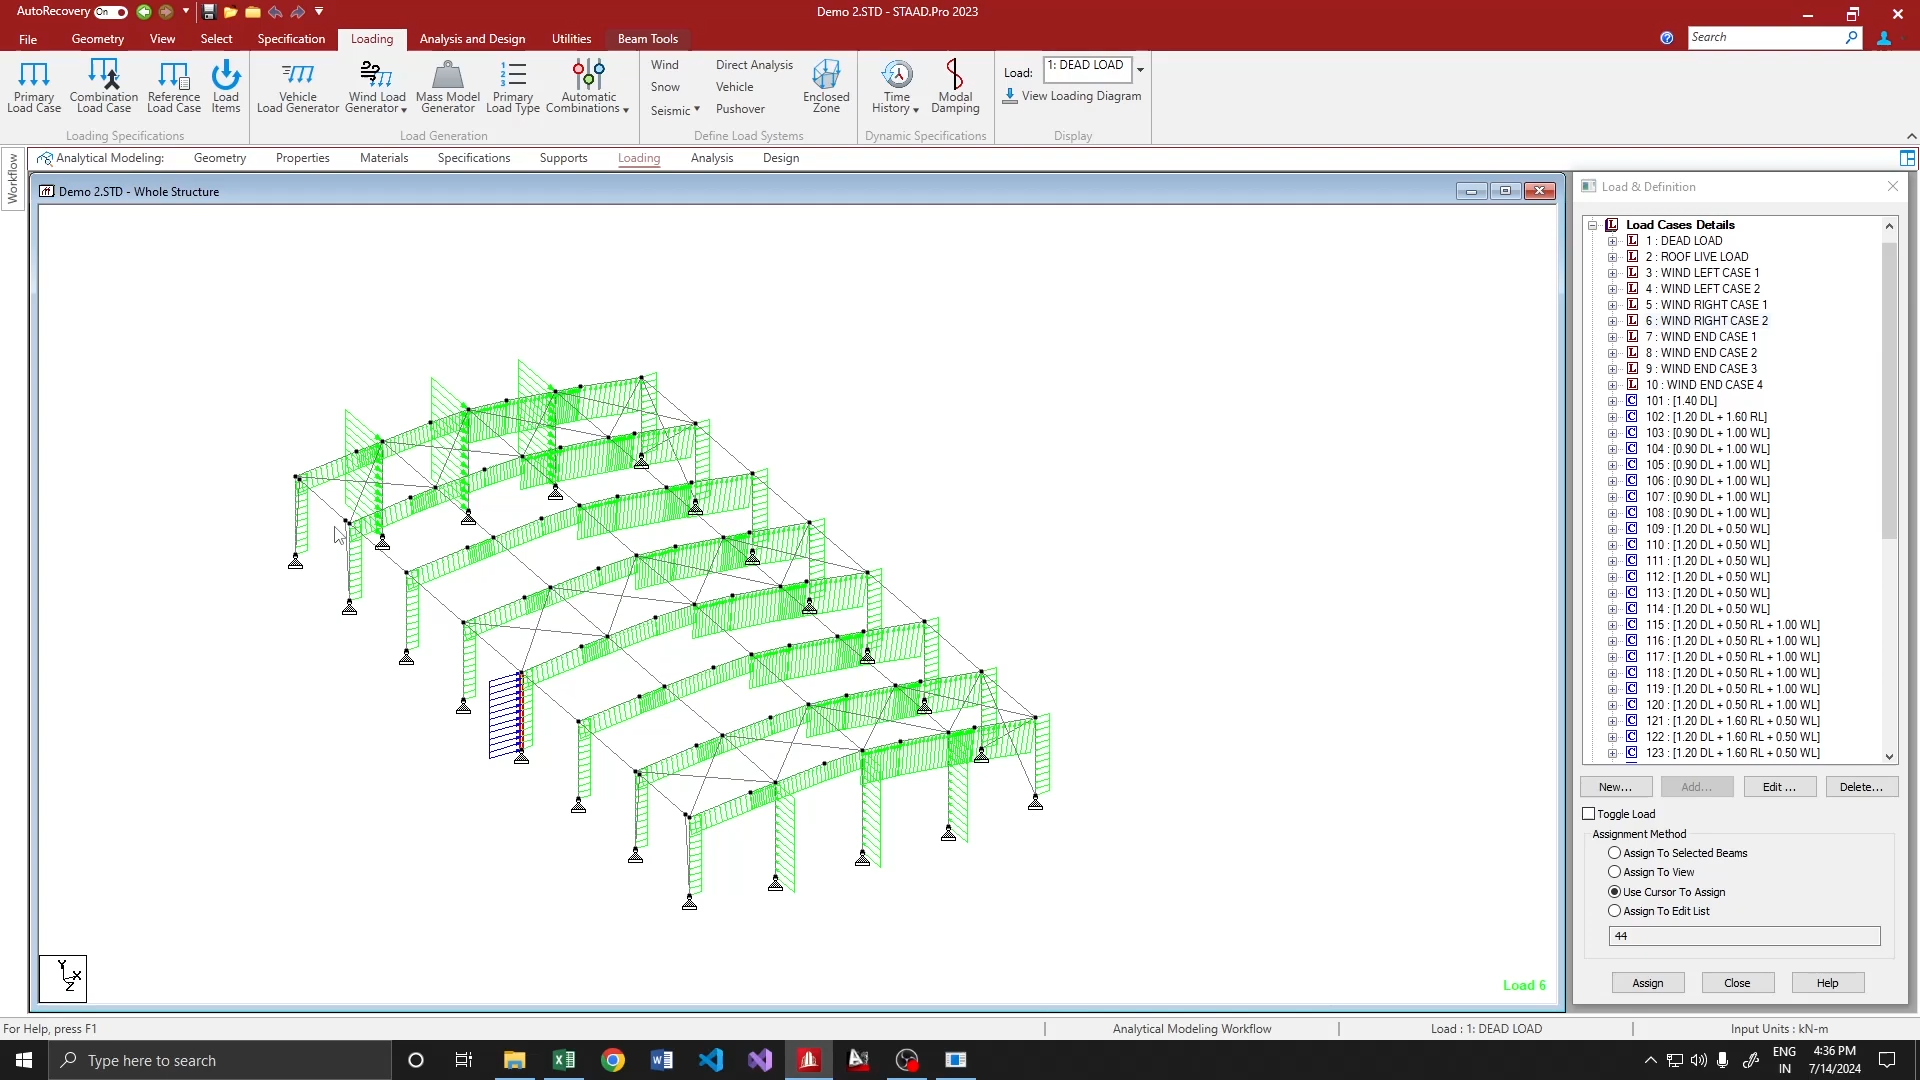 AutoRecovery On
Demo 2.STD - STAAD.Pro 2023
File Geometry View Select Specification Loading Analysis and Design Utilities Beam Tools
Search
Primary Load Case
Combination Load Case
Reference Load Case
Load Items
Loading Specifications
Vehicle Load Generator
Wind Load Generator
Mass Model Generator
Primary Load Type
Automatic Combinations
Load Generation
Wind
Snow
Seismic
Direct Analysis
Vehicle
Pushover
Enclosed Zone
Define Load Systems
Time History
Modal Damping
Dynamic Specifications
Load: 1: DEAD LOAD
View Loading Diagram
Display
Workflow
Analytical Modeling: Geometry Properties Materials Specifications Supports Loading Analysis Design
Demo 2.STD - Whole Structure
Load 6
Y
X
Z
Load & Definition
Load Cases Details
1 : DEAD LOAD
2 : ROOF LIVE LOAD
3 : WIND LEFT CASE 1
4 : WIND LEFT CASE 2
5 : WIND RIGHT CASE 1
6 : WIND RIGHT CASE 2
7 : WIND END CASE 1
8 : WIND END CASE 2
9 : WIND END CASE 3
10 : WIND END CASE 4
101 : [1.40 DL]
102 : [1.20 DL + 1.60 RL]
103 : [0.90 DL + 1.00 WL]
104 : [0.90 DL + 1.00 WL]
105 : [0.90 DL + 1.00 WL]
106 : [0.90 DL + 1.00 WL]
107 : [0.90 DL + 1.00 WL]
108 : [0.90 DL + 1.00 WL]
109 : [1.20 DL + 0.50 WL]
110 : [1.20 DL + 0.50 WL]
111 : [1.20 DL + 0.50 WL]
112 : [1.20 DL + 0.50 WL]
113 : [1.20 DL + 0.50 WL]
114 : [1.20 DL + 0.50 WL]
115 : [1.20 DL + 0.50 RL + 1.00 WL]
116 : [1.20 DL + 0.50 RL + 1.00 WL]
117 : [1.20 DL + 0.50 RL + 1.00 WL]
118 : [1.20 DL + 0.50 RL + 1.00 WL]
119 : [1.20 DL + 0.50 RL + 1.00 WL]
120 : [1.20 DL + 0.50 RL + 1.00 WL]
121 : [1.20 DL + 1.60 RL + 0.50 WL]
122 : [1.20 DL + 1.60 RL + 0.50 WL]
123 : [1.20 DL + 1.60 RL + 0.50 WL]
New... Add... Edit ... Delete...
Toggle Load
Assignment Method
Assign To Selected Beams
Assign To View
Use Cursor To Assign
Assign To Edit List
44
Assign Close Help
For Help, press F1
Analytical Modeling Workflow
Load : 1: DEAD LOAD
Input Units : kN-m
Type here to search
ENG
IN
4:36 PM
7/14/2024